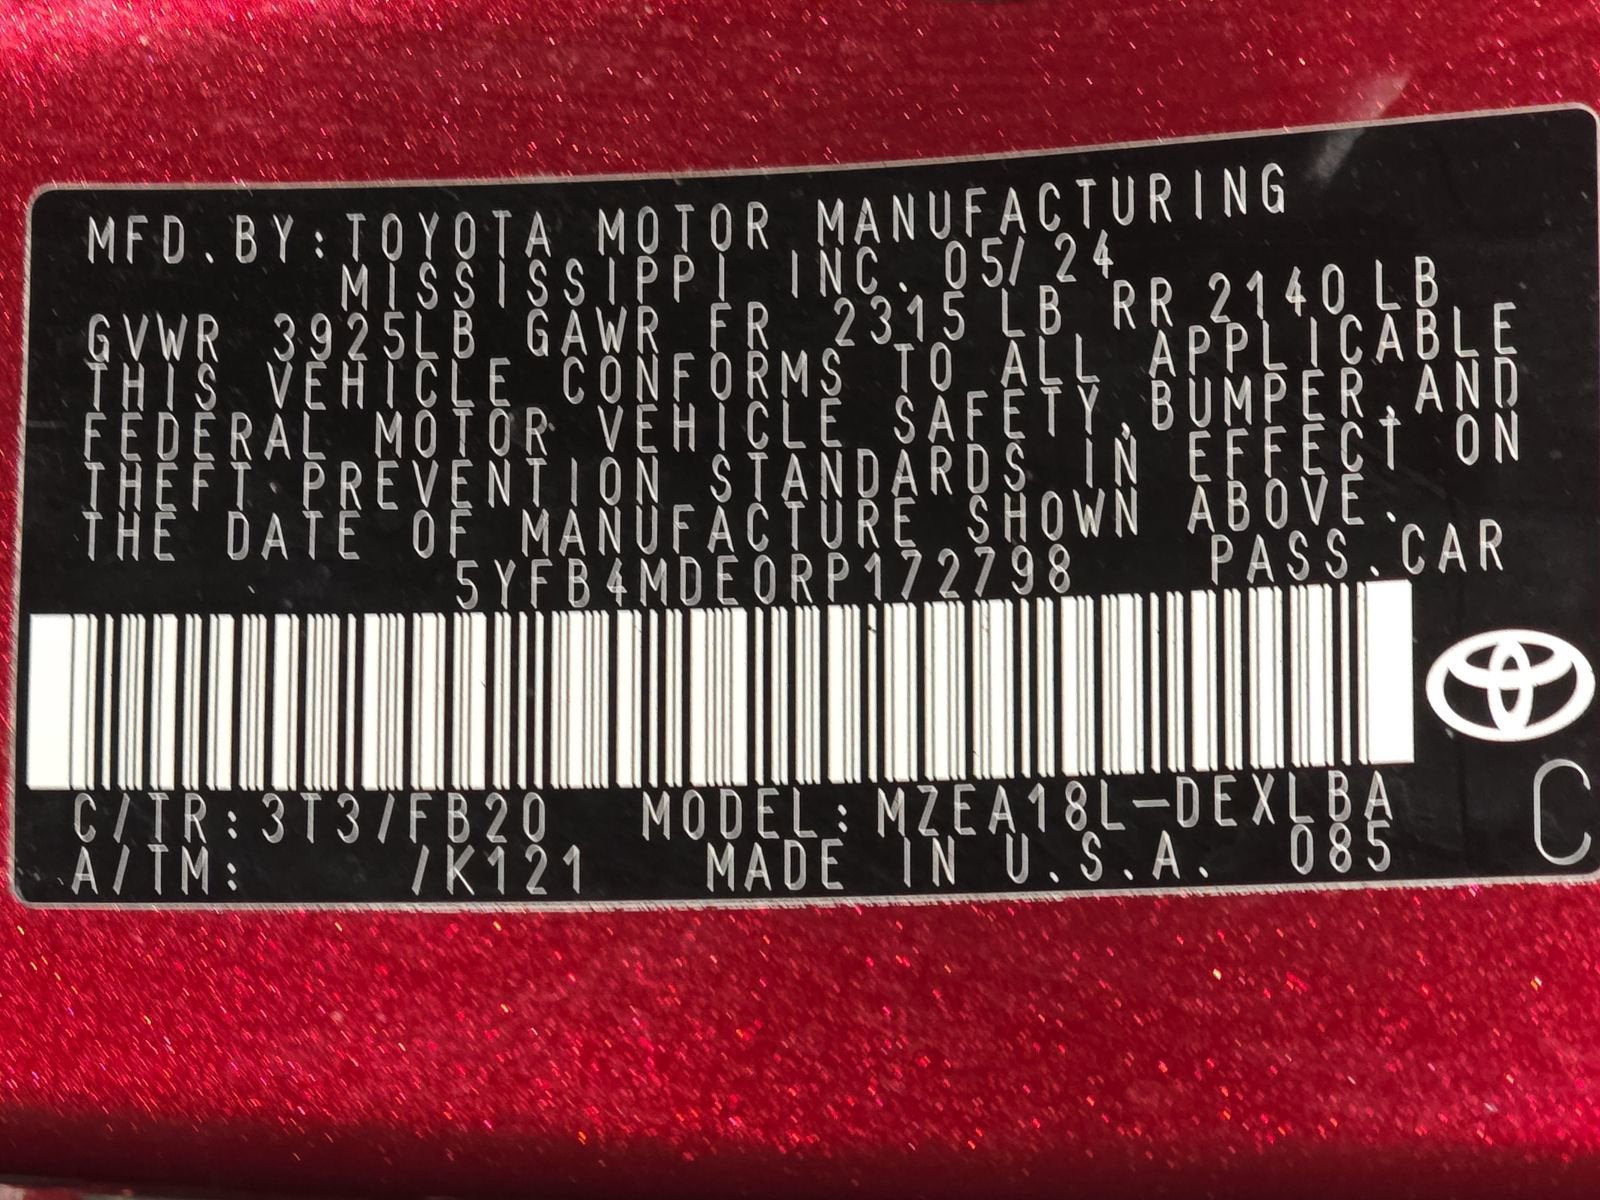 MFD.BY:TOYOTA MOTOR MANUFACTURING
MISSISSIPPI INC. 05/24
GVWR 3925LB GAWR FR 2315 LB RR 2140 LB
THIS VEHICLE CONFORMS TO ALL APPLICABLE
FEDERAL MOTOR VEHICLE SAFETY,BUMPER,AND
THEFT PREVENTION STANDARDS IN EFFECT ON
THE DATE OF MANUFACTURE SHOWN ABOVE.
5YFB4MDE0RP172798 PASS.CAR
C/TR:3T3/FB20 MODEL:MZEA18L-DEXLBA
A/TM: /K121 MADE IN U.S.A. 085
C